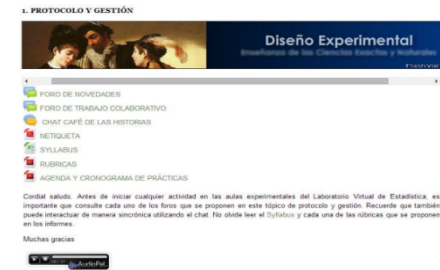 1. PROTOCOLO Y GESTIÓN
Diseño Experimental
Enseñanza de las Ciencias Exactas y Naturales
FORO DE NOVEDADES
FORO DE TRABAJO COLABORATIVO
CHAT CAFÉ DE LAS HISTORIAS
NETIQUETA
SYLLABUS
RUBRICAS
AGENDA Y CRONOGRAMA DE PRÁCTICAS
Cordial saludo. Antes de iniciar cualquier actividad en las aulas experimentales del Laboratorio Virtual de Estadística, es
importante que consulte cada uno de los foros que se proponen en este tópico de protocolo y gestión. Recuerde que también
puede interactuar de manera sincrónica utilizando el chat. No olvide leer el Syllabus y cada una de las rúbricas que se proponen
en los informes.
Muchas gracias
AudioPal